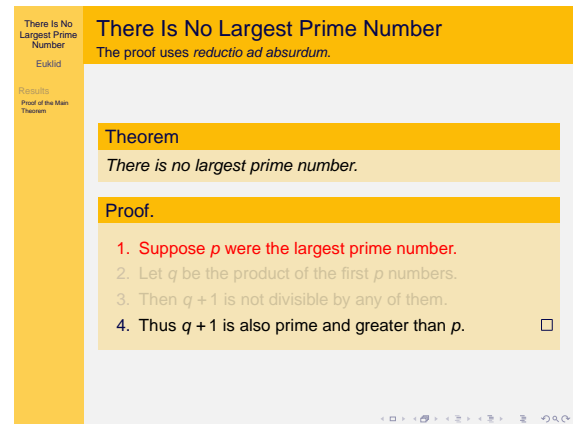 There Is No
Largest Prime
Number
Euklid
Results
Proof of the Main
Theorem
There Is No Largest Prime Number
The proof uses reductio ad absurdum.
Theorem
There is no largest prime number.
Proof.
1. Suppose p were the largest prime number.
2. Let q be the product of the first p numbers.
3. Then q + 1 is not divisible by any of them.
4. Thus q + 1 is also prime and greater than p. □